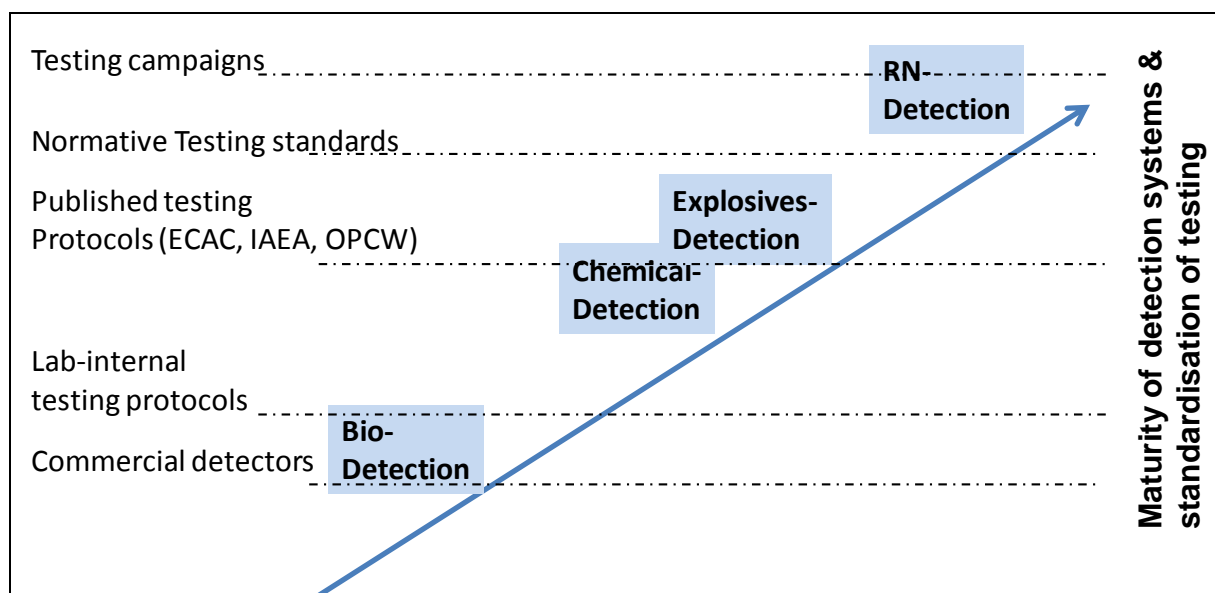 Testing campaigns
RN-
Detection
Normative Testing standards
Published testing
Protocols (ECAC, IAEA, OPCW)
Explosives-
Detection
Chemical-
Detection
Lab-internal
testing protocols
Bio-
Detection
Commercial detectors
Maturity of detection systems &
standardisation of testing